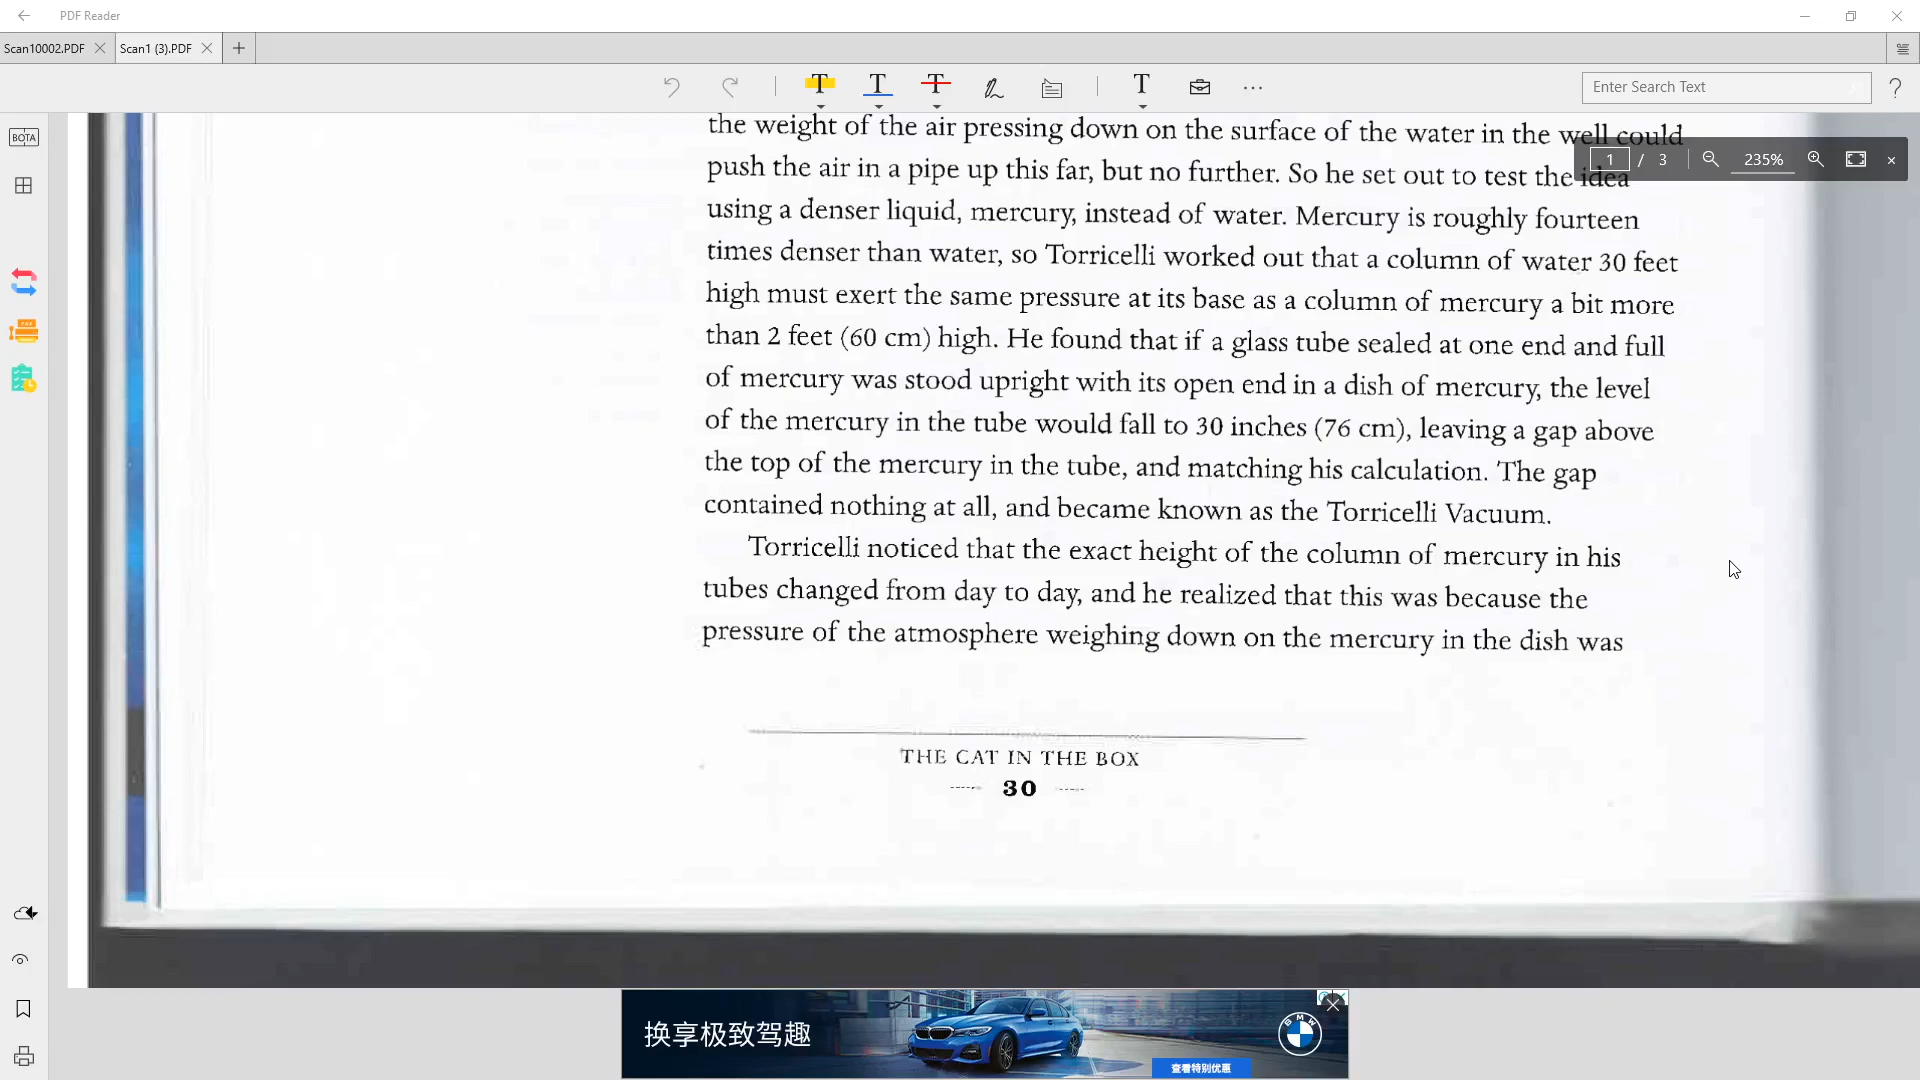 PDF Reader
Scan10002.PDF
Scan1 (3).PDF
T T T T
Enter Search Text
?
BOTA
1 / 3 235%
the weight of the air pressing down on the surface of the water in the well could
push the air in a pipe up this far, but no further. So he set out to test the idea
using a denser liquid, mercury, instead of water. Mercury is roughly fourteen
times denser than water, so Torricelli worked out that a column of water 30 feet
high must exert the same pressure at its base as a column of mercury a bit more
than 2 feet (60 cm) high. He found that if a glass tube sealed at one end and full
of mercury was stood upright with its open end in a dish of mercury, the level
of the mercury in the tube would fall to 30 inches (76 cm), leaving a gap above
the top of the mercury in the tube, and matching his calculation. The gap
contained nothing at all, and became known as the Torricelli Vacuum.
Torricelli noticed that the exact height of the column of mercury in his
tubes changed from day to day, and he realized that this was because the
pressure of the atmosphere weighing down on the mercury in the dish was
THE CAT IN THE BOX
30
换享极致驾趣
BMW
查看特别优惠